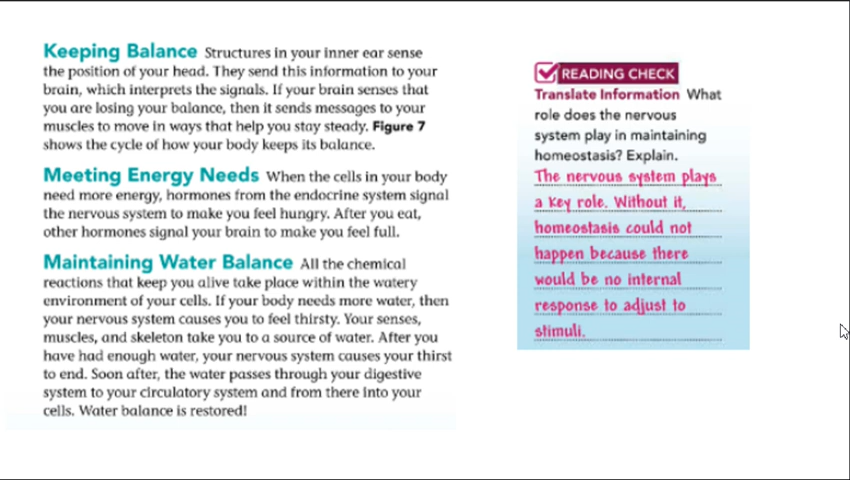 Keeping Balance Structures in your inner ear sense
the position of your head. They send this information to your
brain, which interprets the signals. If your brain senses that
you are losing your balance, then it sends messages to your
muscles to move in ways that help you stay steady. Figure 7
shows the cycle of how your body keeps its balance.
Meeting Energy Needs When the cells in your body
need more energy, hormones from the endocrine system signal
the nervous system to make you feel hungry. After you eat,
other hormones signal your brain to make you feel full.
Maintaining Water Balance All the chemical
reactions that keep you alive take place within the watery
environment of your cells. If your body needs more water, then
your nervous system causes you to feel thirsty. Your senses,
muscles, and skeleton take you to a source of water. After you
have had enough water, your nervous system causes your thirst
to end. Soon after, the water passes through your digestive
system to your circulatory system and from there into your
cells. Water balance is restored!
READING CHECK
Translate Information What
role does the nervous
system play in maintaining
homeostasis? Explain.
The nervous system plays
a key role. Without it,
homeostasis could not
happen because there
would be no internal
response to adjust to
stimuli.